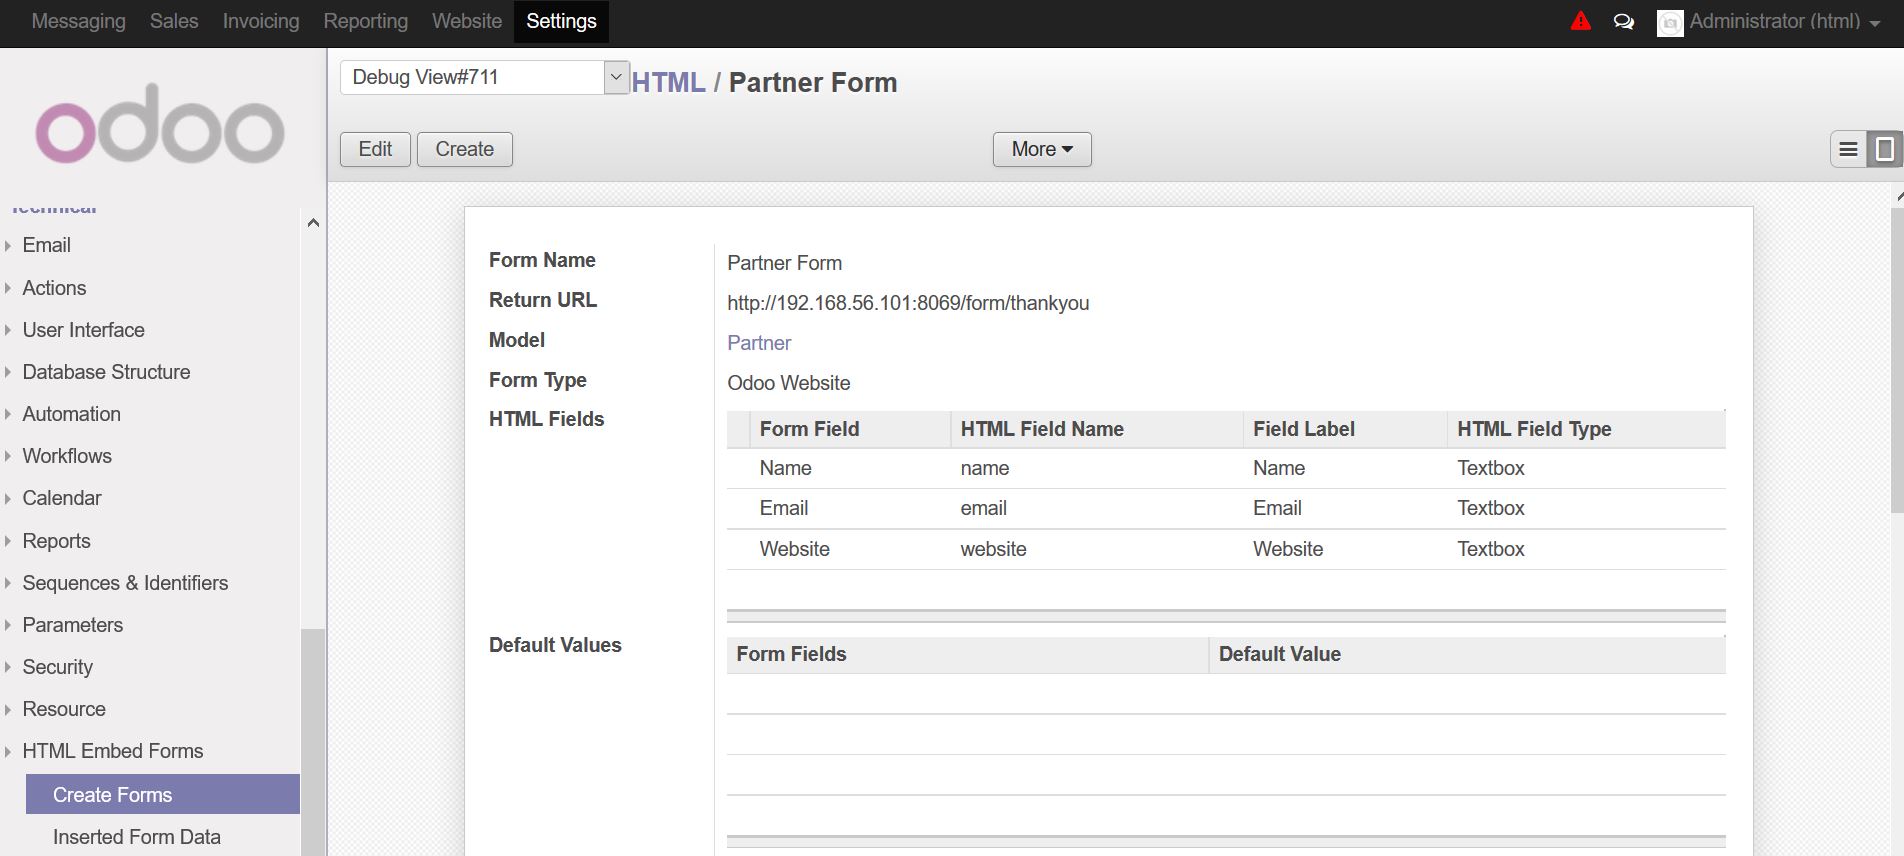 Messaging Sales Invoicing Reporting Website Settings Administrator (html)
odoo
Debug View#711 HTML / Partner Form
Edit Create More
Technical
Email
Actions
User Interface
Database Structure
Automation
Workflows
Calendar
Reports
Sequences & Identifiers
Parameters
Security
Resource
HTML Embed Forms
Create Forms
Inserted Form Data
Form Name Partner Form
Return URL http://192.168.56.101:8069/form/thankyou
Model Partner
Form Type Odoo Website
HTML Fields
Form Field HTML Field Name Field Label HTML Field Type
Name name Name Textbox
Email email Email Textbox
Website website Website Textbox
Default Values
Form Fields Default Value